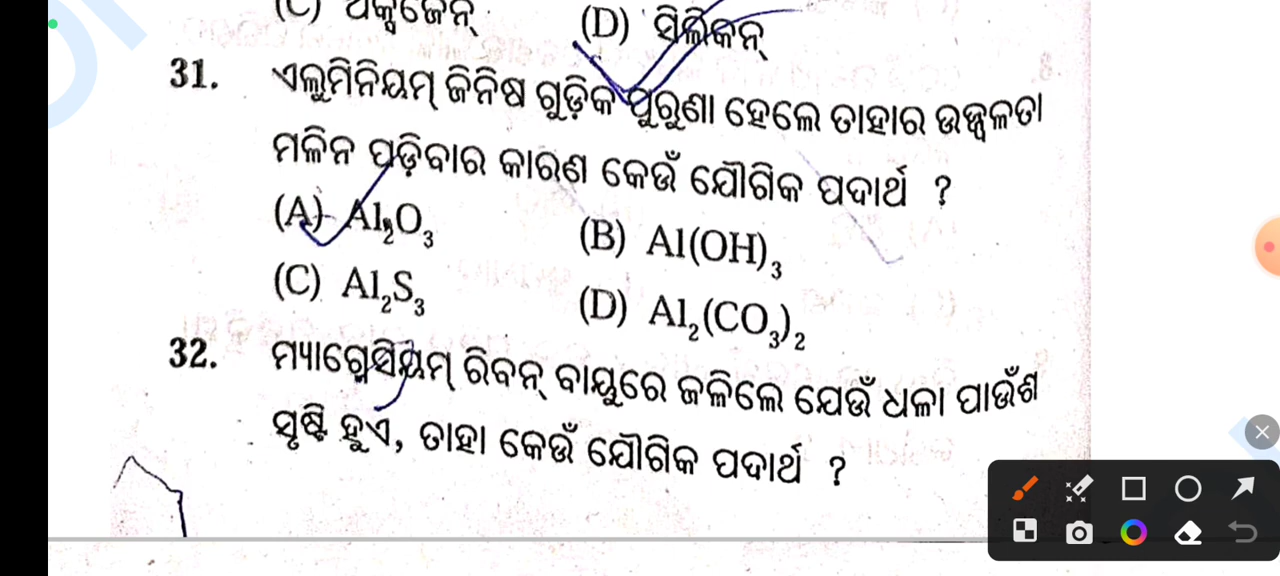 (C) ଅକ୍ସିଜେନ୍ (D) ସିଲିକନ୍
31. ଏଲୁମିନିୟମ୍ ଜିନିଷ ଗୁଡ଼ିକ ପୁରୁଣା ହେଲେ ତାହାର ଉଜ୍ଜ୍ୱଳତା
ମଳିନ ପଡ଼ିବାର କାରଣ କେଉଁ ଯୌଗିକ ପଦାର୍ଥ ?
(A) Al₂O₃ (B) Al(OH)₃
(C) Al₂S₃ (D) Al₂(CO₃)₂
32. ମ୍ୟାଗ୍ନେସିୟମ୍ ରିବନ୍ ବାୟୁରେ ଜଳିଲେ ଯେଉଁ ଧଳା ପାଉଁଶ
ସୃଷ୍ଟି ହୁଏ, ତାହା କେଉଁ ଯୌଗିକ ପଦାର୍ଥ ?